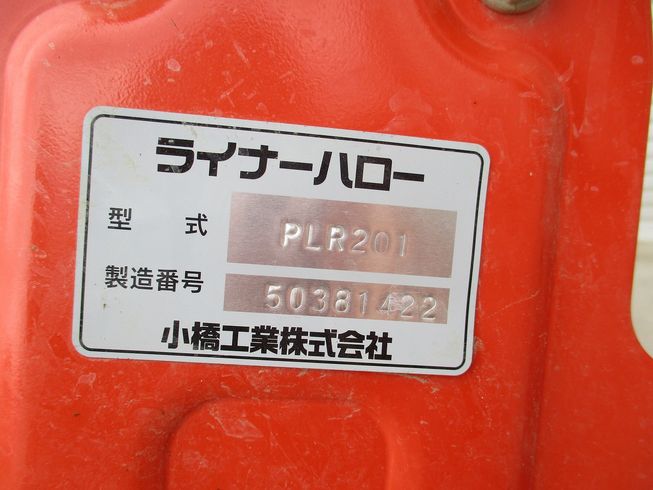 ライナーハロー
型式 PLR201
製造番号 50381422
小橋工業株式会社